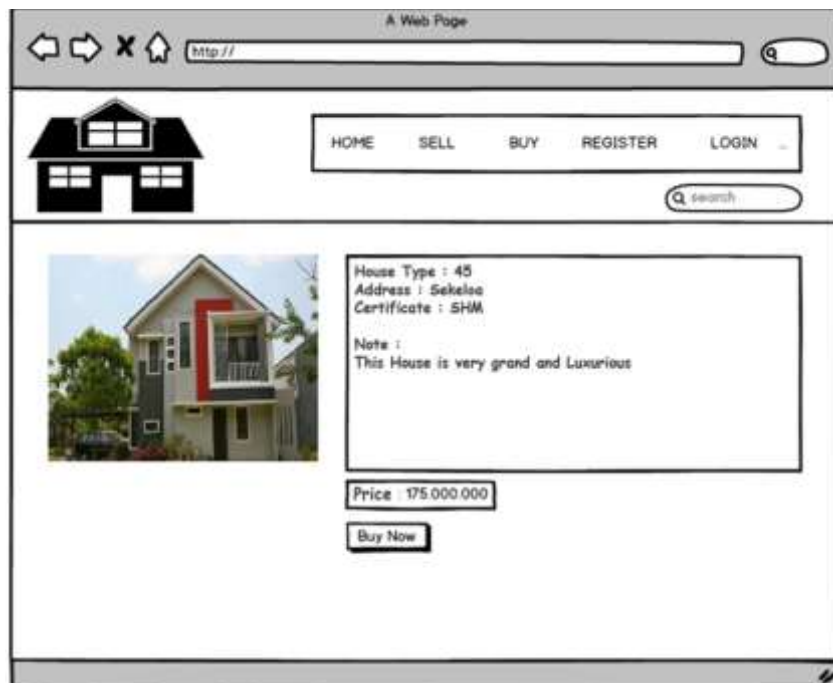 A Web Page
http://
HOME SELL BUY REGISTER LOGIN ...
search
House Type : 45
Address : Sekeloa
Certificate : SHM
Note :
This House is very grand and Luxurious
Price : 175.000.000
Buy Now